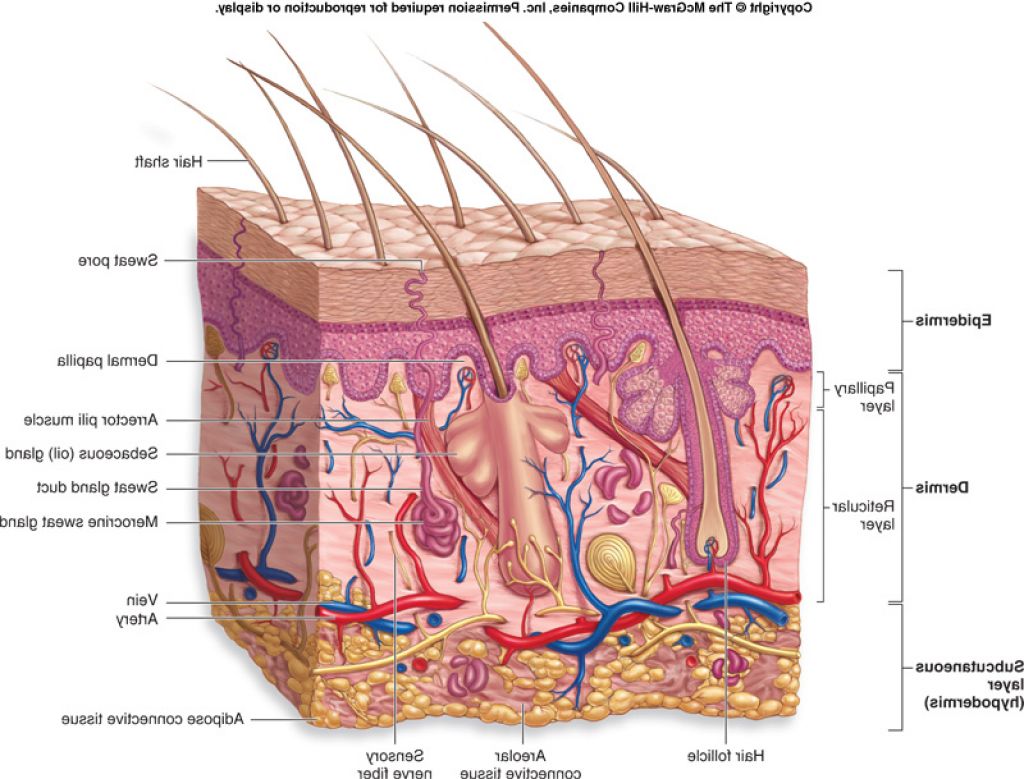 Copyright © The McGraw-Hill Companies, Inc. Permission required for reproduction or display.
Hair shaft
Sweat pore
Dermal papilla
Arrector pili muscle
Sebaceous (oil) gland
Sweat gland duct
Merocrine sweat gland
Vein
Artery
Adipose connective tissue
Sensory
nerve fiber
Areolar
connective tissue
Hair follicle
Epidermis
Papillary
layer
Dermis
Reticular
layer
Subcutaneous
layer
(hypodermis)